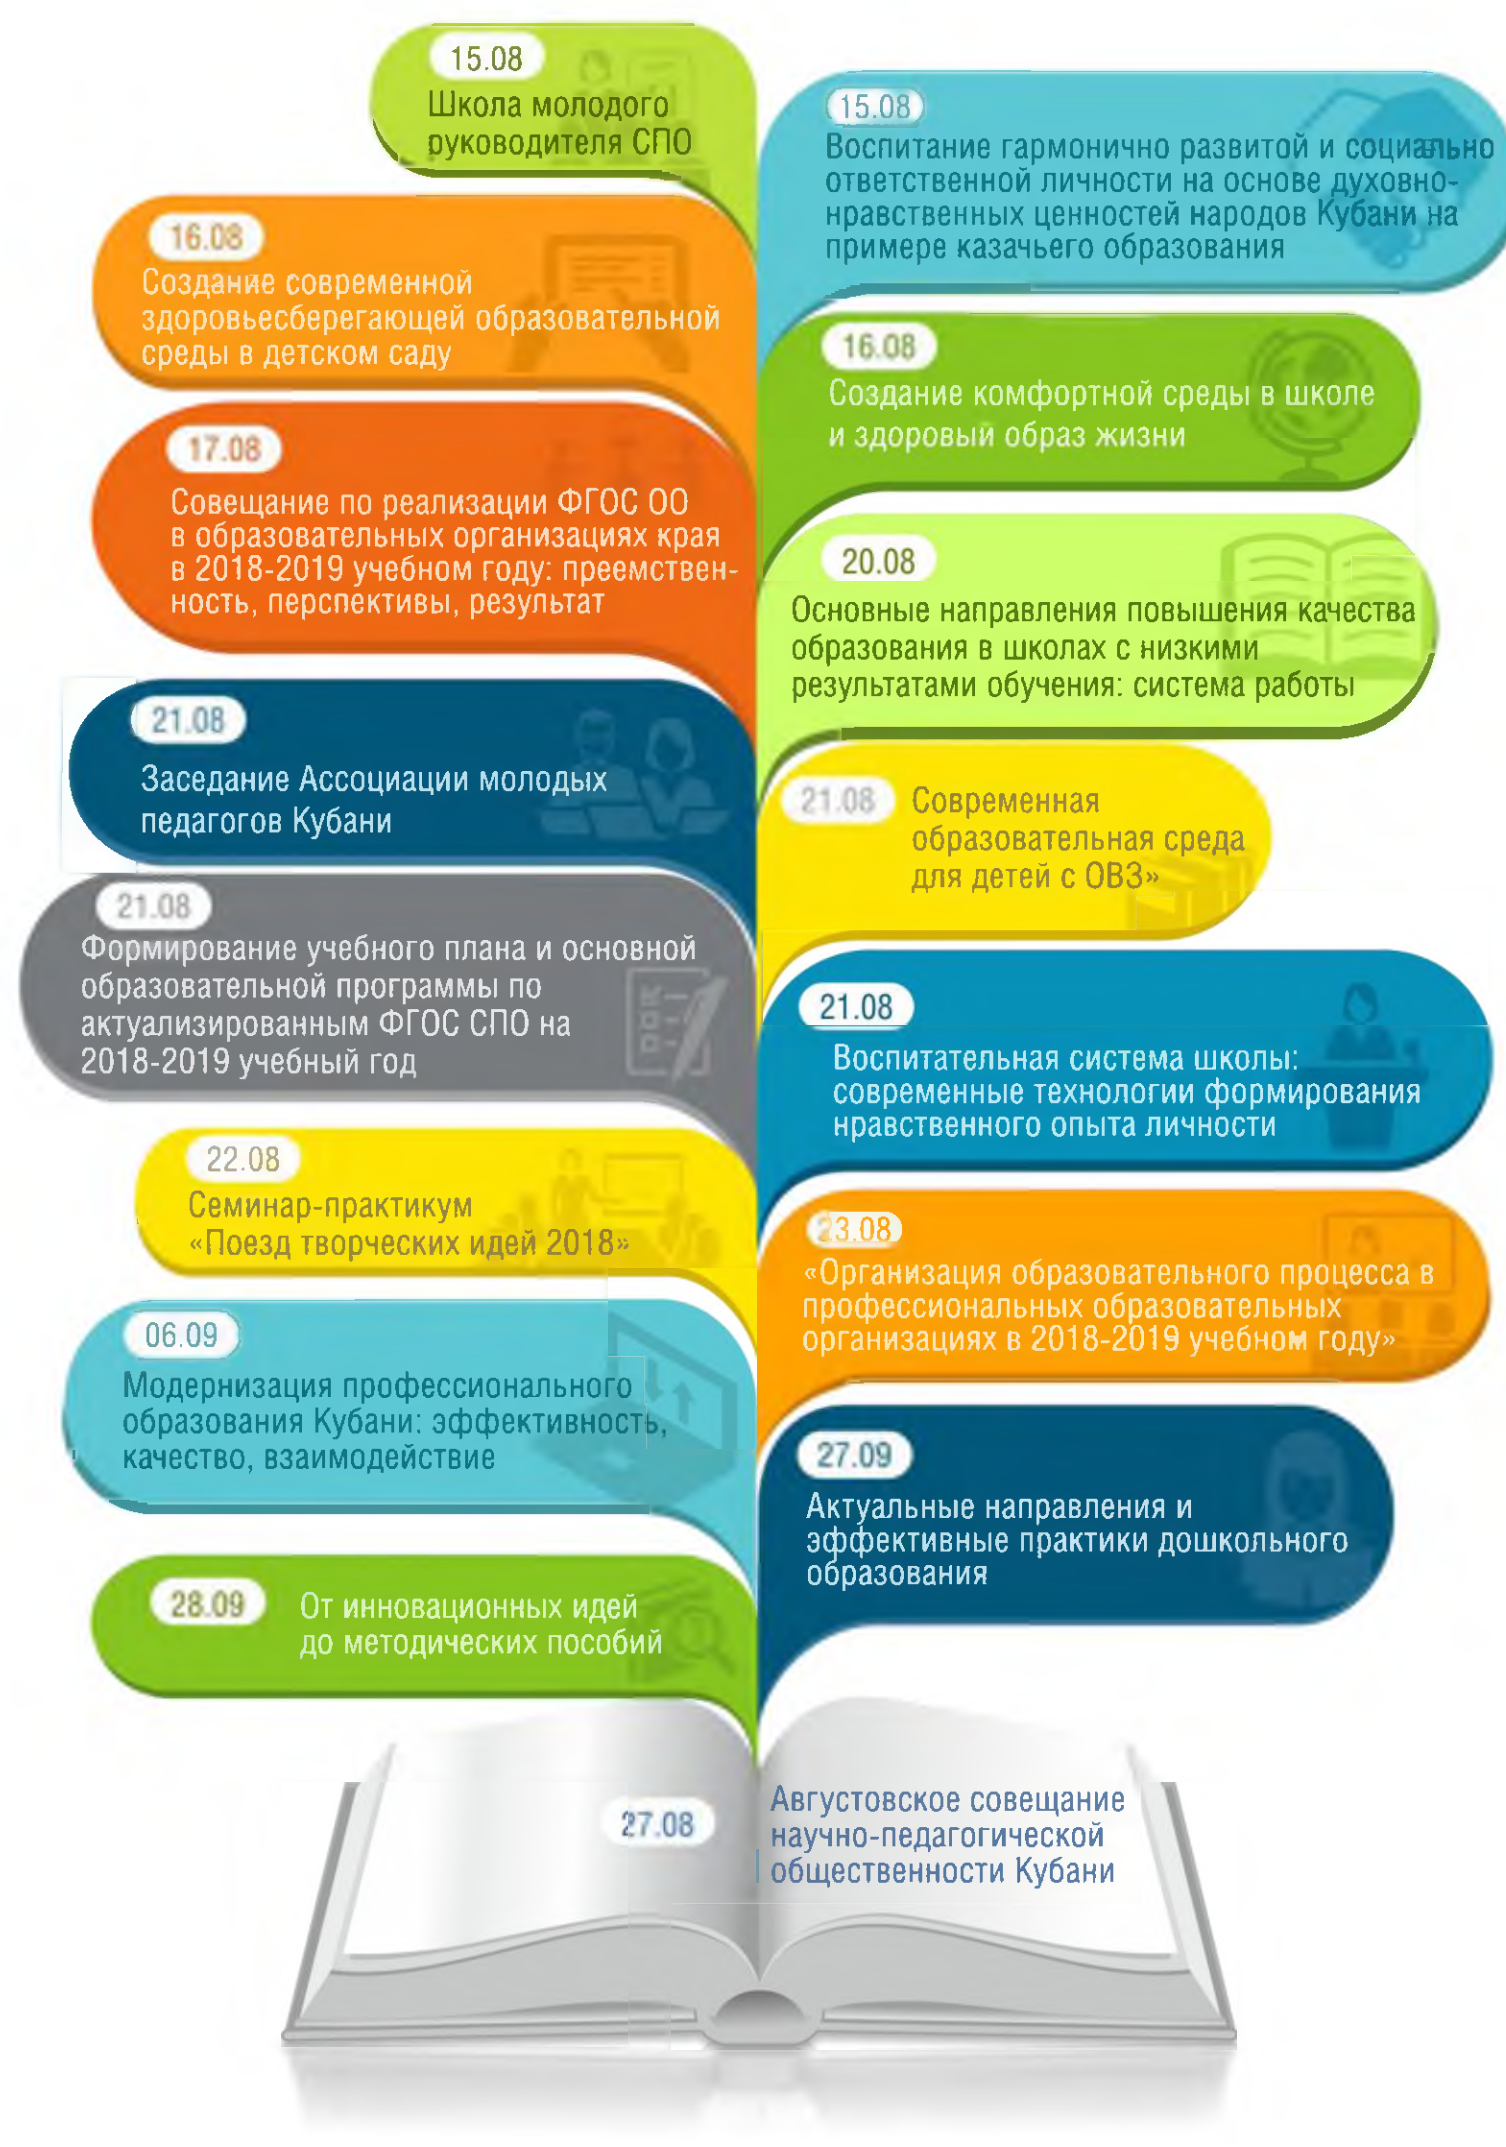 15.08
Школа молодого
руководителя СПО
15.08
Воспитание гармонично развитой и социально
ответственной личности на основе духовно-
нравственных ценностей народов Кубани на
примере казачьего образования
16.08
Создание современной
здоровьесберегающей образовательной
среды в детском саду
16.08
Создание комфортной среды в школе
и здоровый образ жизни
17.08
Совещание по реализации ФГОС ОО
в образовательных организациях края
в 2018-2019 учебном году: преемствен-
ность, перспективы, результат
20.08
Основные направления повышения качества
образования в школах с низкими
результатами обучения: система работы
21.08
Заседание Ассоциации молодых
педагогов Кубани
21.08
Современная
образовательная среда
для детей с ОВЗ»
21.08
Формирование учебного плана и основной
образовательной программы по
актуализированным ФГОС СПО на
2018-2019 учебный год
21.08
Воспитательная система школы:
современные технологии формирования
нравственного опыта личности
22.08
Семинар-практикум
«Поезд творческих идей 2018»
23.08
«Организация образовательного процесса в
профессиональных образовательных
организациях в 2018-2019 учебном году»
06.09
Модернизация профессионального
образования Кубани: эффективность,
качество, взаимодействие
27.09
Актуальные направления и
эффективные практики дошкольного
образования
28.09
От инновационных идей
до методических пособий
27.08
Августовское совещание
научно-педагогической
общественности Кубани